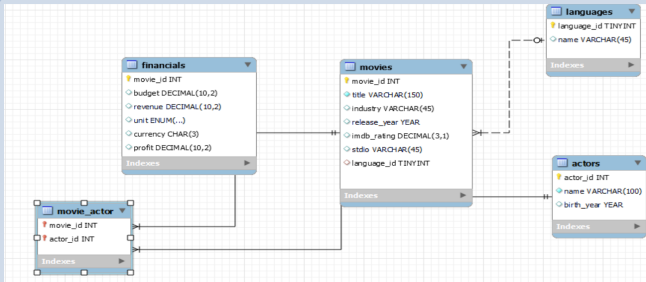 languages
language_id TINYINT
name VARCHAR(45)
Indexes
financials
movie_id INT
budget DECIMAL(10,2)
revenue DECIMAL(10,2)
unit ENUM(...)
currency CHAR(3)
profit DECIMAL(10,2)
Indexes
movies
movie_id INT
title VARCHAR(150)
industry VARCHAR(45)
release_year YEAR
imdb_rating DECIMAL(3,1)
stdio VARCHAR(45)
language_id TINYINT
Indexes
actors
actor_id INT
name VARCHAR(100)
birth_year YEAR
Indexes
movie_actor
movie_id INT
actor_id INT
Indexes